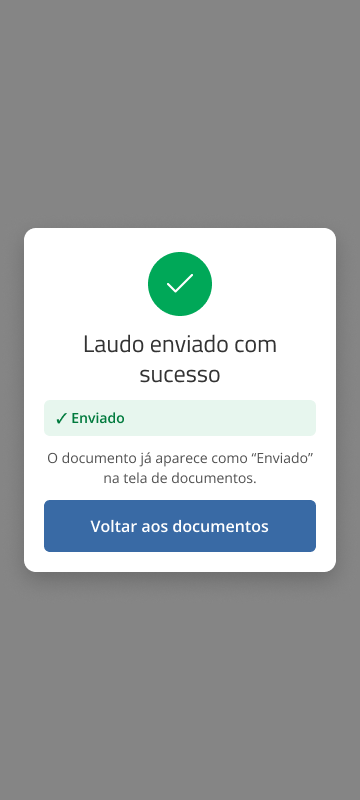 Laudo enviado com
sucesso
✓ Enviado
O documento já aparece como “Enviado”
na tela de documentos.
Voltar aos documentos